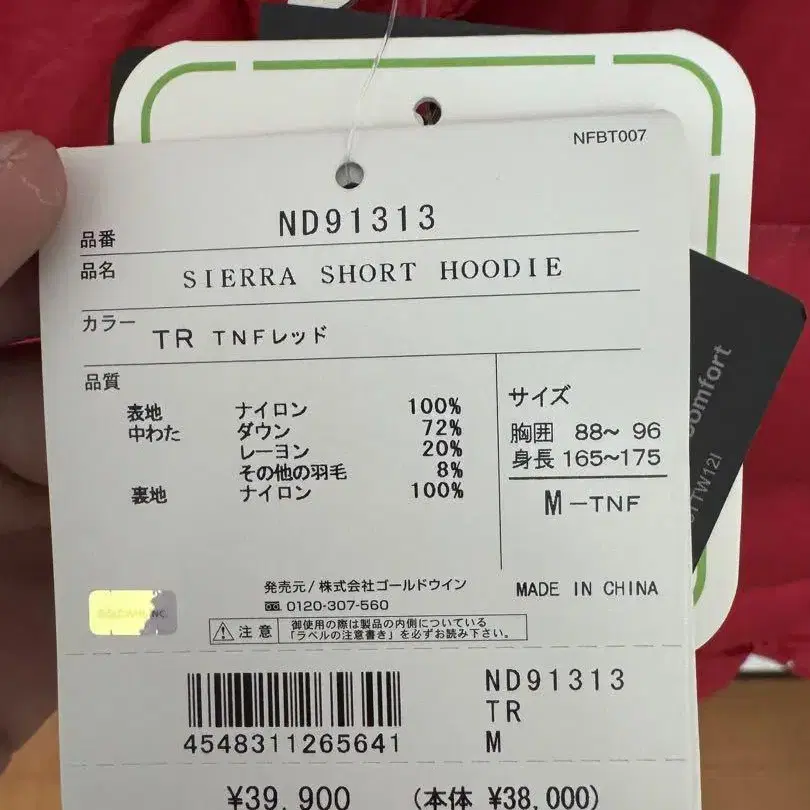 NFBT007
品番 ND91313
品名 SIERRA SHORT HOODIE
カラー TR TNFレッド
品質
表地 ナイロン 100%
中わた ダウン 72%
レーヨン 20%
その他の羽毛 8%
裏地 ナイロン 100%
サイズ
胸囲 88~ 96
身長 165~175
M-TNF
発売元/株式会社ゴールドウイン
0120-307-560
MADE IN CHINA
注意
御使用の際は製品の内側についている
「ラベルの注意書き」を必ずお読み下さい。
ND91313
TR
M
4548311265641
¥39,900 (本体 ¥38,000)
omfort